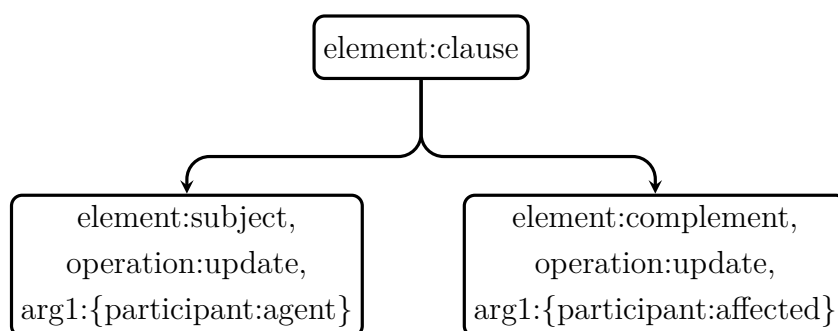 element:clause
element:subject,
operation:update,
arg1:{participant:agent}
element:complement,
operation:update,
arg1:{participant:affected}